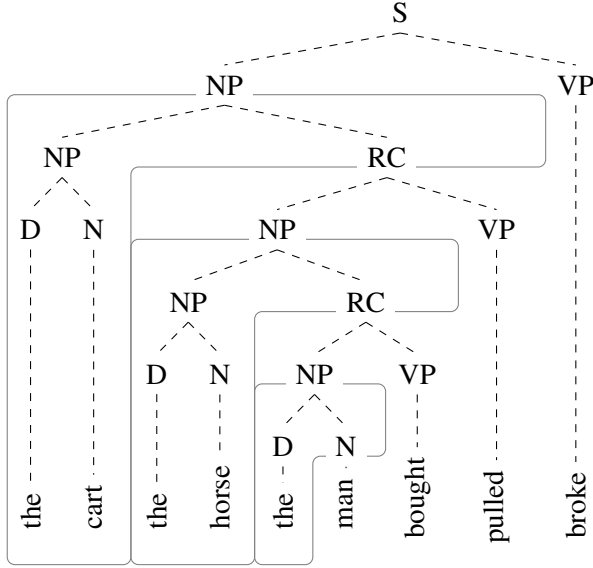 S
NP VP
NP RC
D N NP VP
NP RC
D N NP VP
D N
the cart the horse the man bought pulled broke